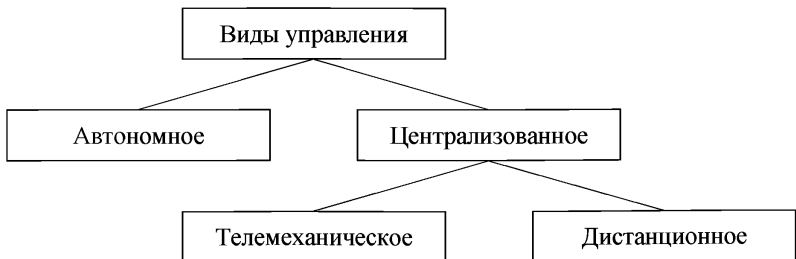 Виды управления
Автономное
Централизованное
Телемеханическое
Дистанционное